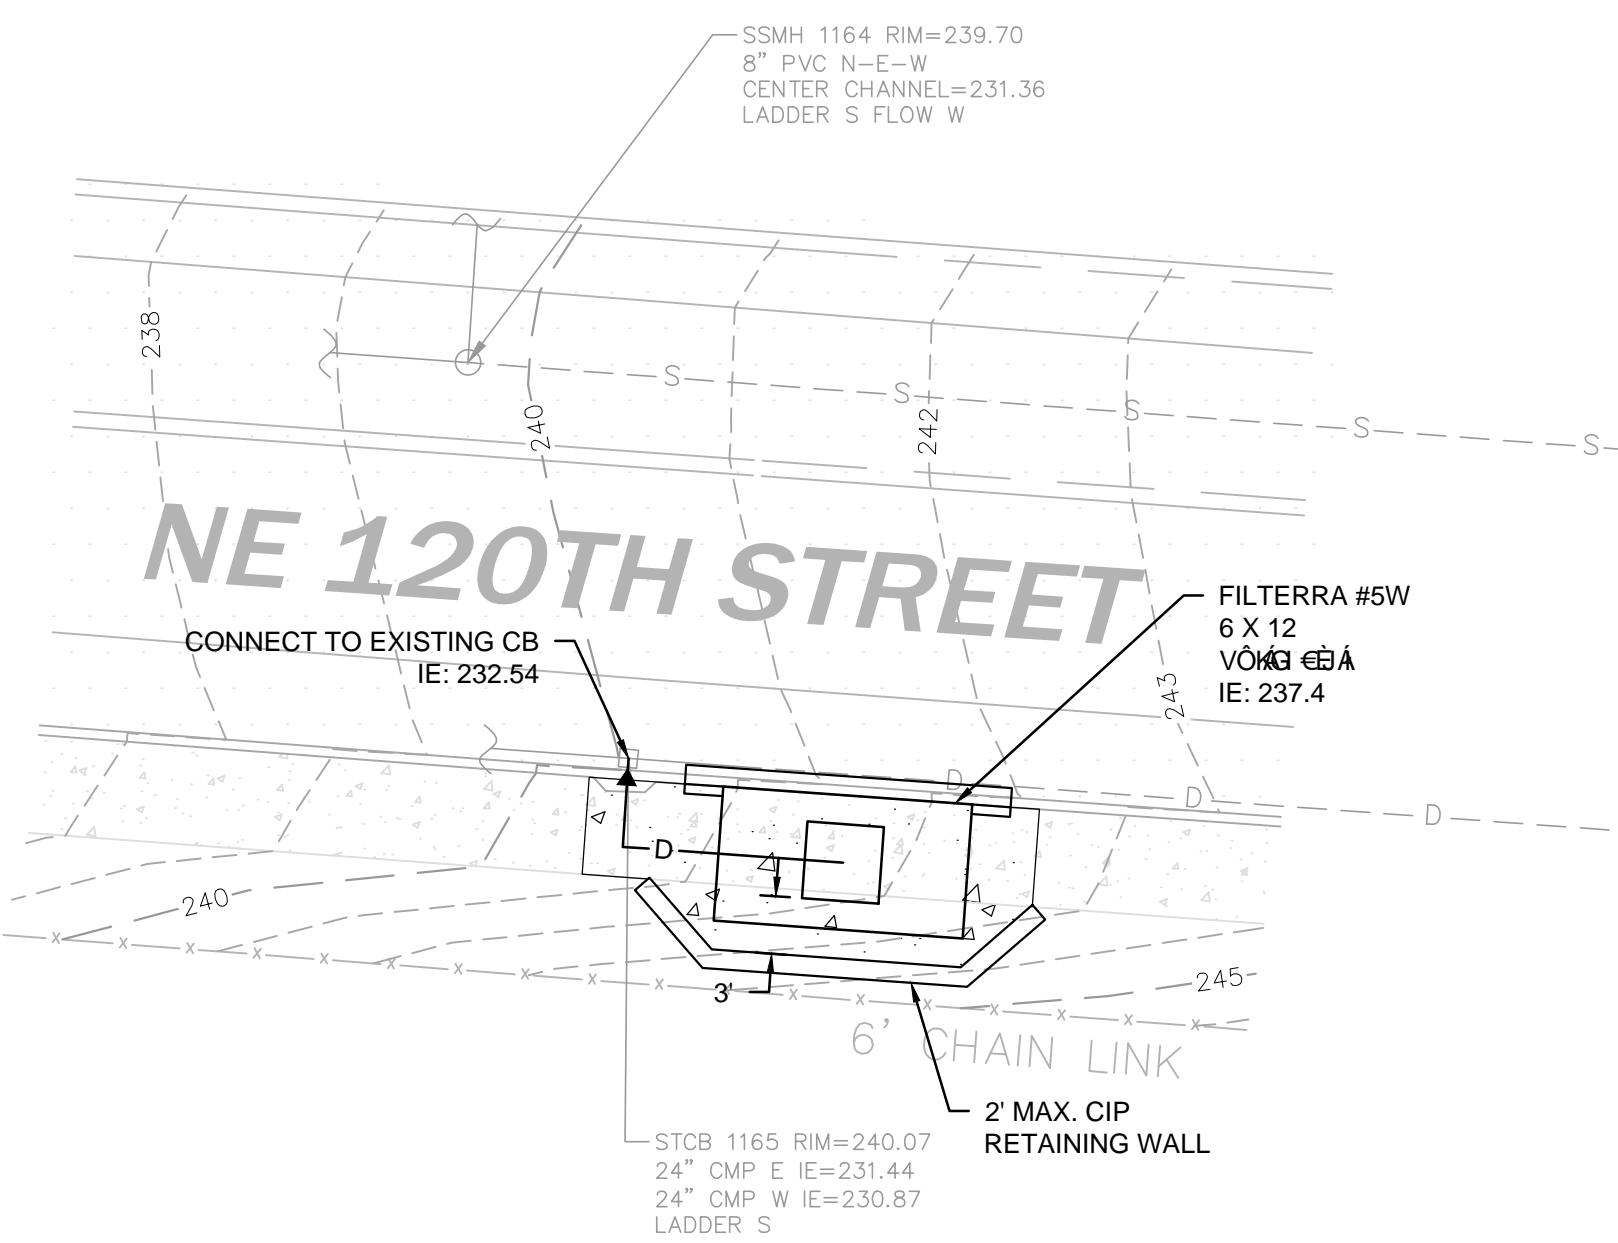 SSMH 1164 RIM=239.70
8” PVC N-E-W
CENTER CHANNEL=231.36
LADDER S FLOW W
238
240
242
S
S
S
S
S
NE 120TH STREET
FILTERRA #5W
6 X 12
IE: 237.4
CONNECT TO EXISTING CB
IE: 232.54
243
D
D
D
D
240
245
3'
6’ CHAIN LINK
2' MAX. CIP
RETAINING WALL
STCB 1165 RIM=240.07
24” CMP E IE=231.44
24” CMP W IE=230.87
LADDER S